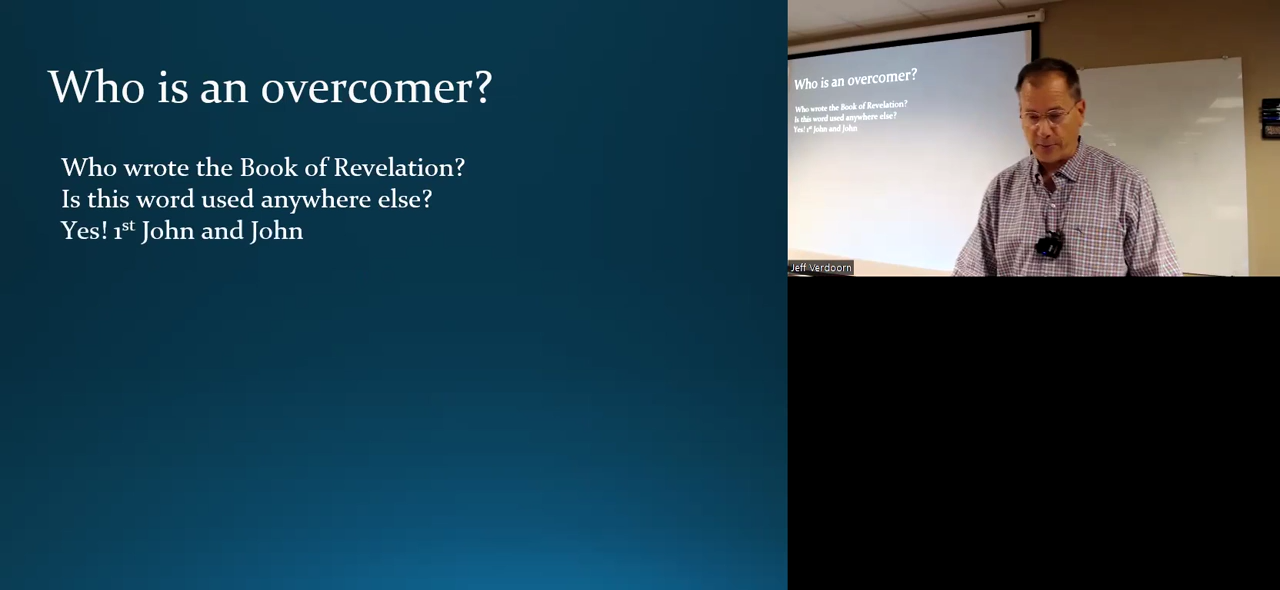 Who is an overcomer?
Who wrote the Book of Revelation?
Is this word used anywhere else?
Yes! 1st John and John
Who is an overcomer?
Who wrote the Book of Revelation?
Is this word used anywhere else?
Yes! 1st John and John
Jeff Verdoorn